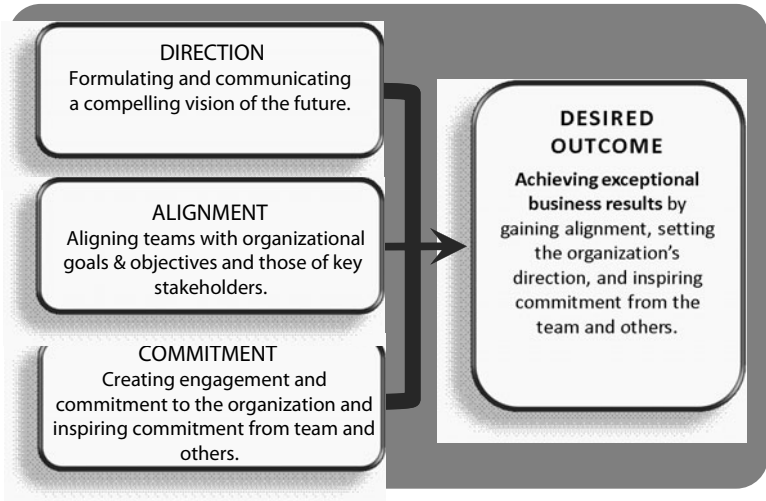 DIRECTION
Formulating and communicating
a compelling vision of the future.
ALIGNMENT
Aligning teams with organizational
goals & objectives and those of key
stakeholders.
COMMITMENT
Creating engagement and
commitment to the organization and
inspiring commitment from team and
others.
DESIRED
OUTCOME
Achieving exceptional
business results by
gaining alignment, setting
the organization's
direction, and inspiring
commitment from the
team and others.